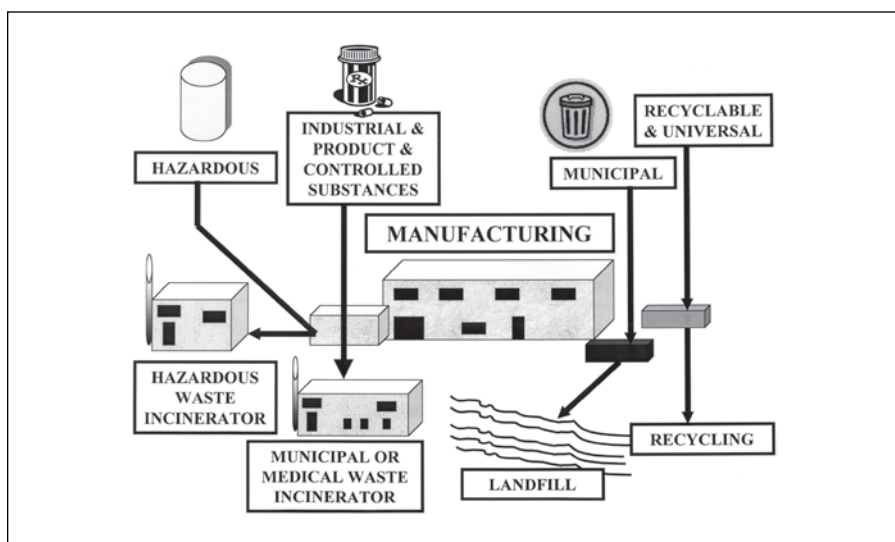 Rx
HAZARDOUS
INDUSTRIAL &
PRODUCT &
CONTROLLED
SUBSTANCES
MUNICIPAL
RECYCLABLE
& UNIVERSAL
MANUFACTURING
HAZARDOUS
WASTE
INCINERATOR
MUNICIPAL OR
MEDICAL WASTE
INCINERATOR
LANDFILL
RECYCLING